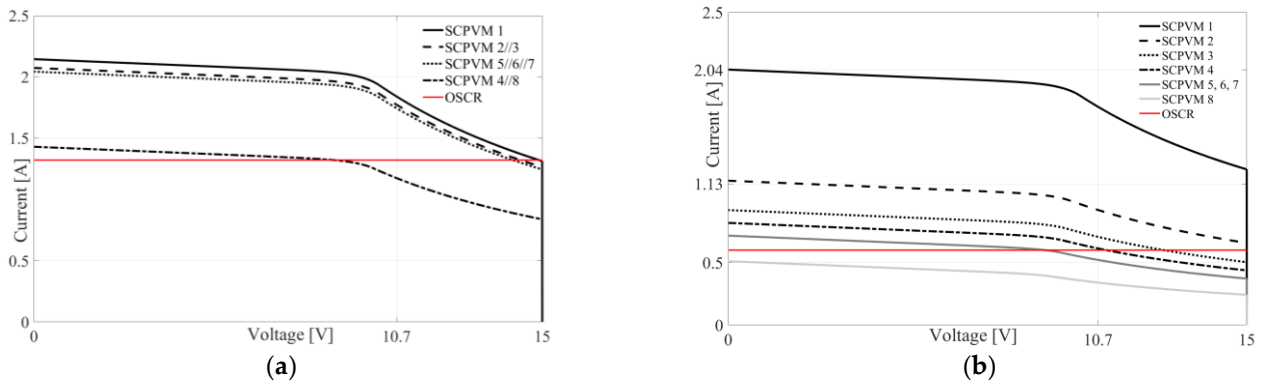 2.5
2
1.5
1
0.5
0
Current [A]
SCPVM 1
SCPVM 2//3
SCPVM 5//6//7
SCPVM 4//8
OSCR
0
Voltage [V]
10.7
15
(a)
2.5
2.04
1.13
0.5
0
Current [A]
SCPVM 1
SCPVM 2
SCPVM 3
SCPVM 4
SCPVM 5, 6, 7
SCPVM 8
OSCR
0
Voltage [V]
10.7
15
(b)